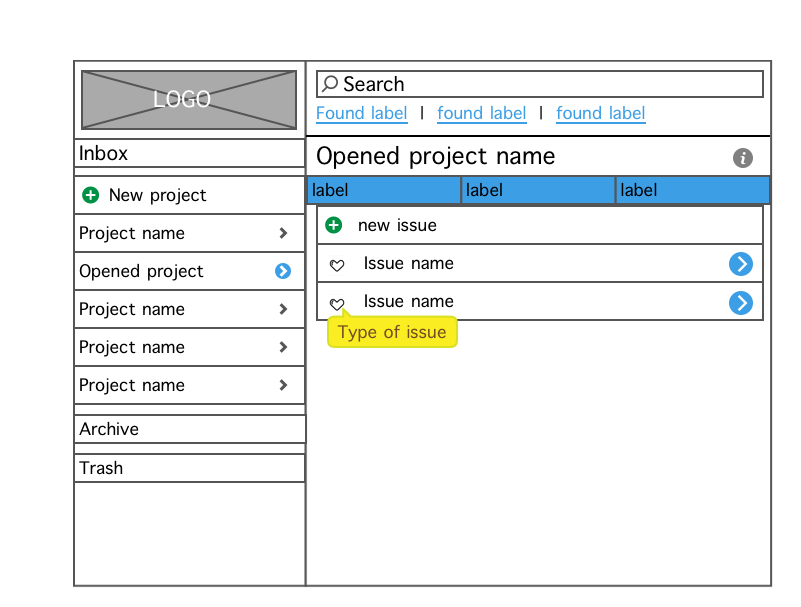 LOGO
Inbox
New project
Project name
Opened project
Project name
Project name
Project name
Archive
Trash
Search
Found label | found label | found label
Opened project name
i
label label label
new issue
Issue name
Issue name
Type of issue